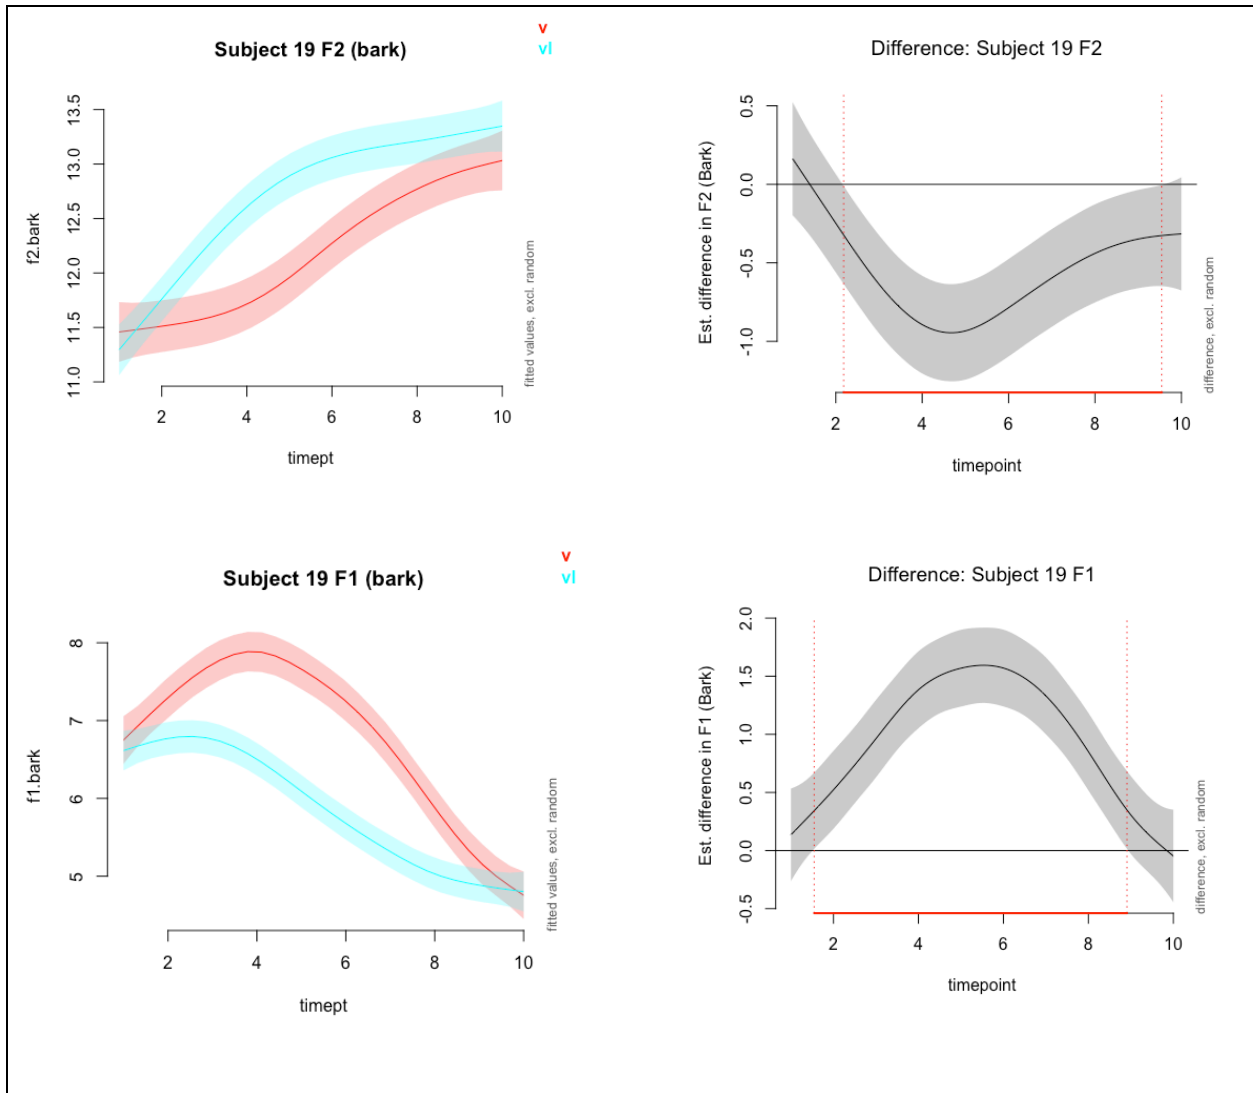 v
Subject 19 F2 (bark)
vl
Difference: Subject 19 F2
f2.bark
13.5
13.0
12.5
12.0
11.5
11.0
2 4 6 8 10
timept
fitted values, excl. random
Est. difference in F2 (Bark)
0.5
0.0
-0.5
-1.0
2 4 6 8 10
timepoint
difference, excl. random
v
Subject 19 F1 (bark)
vl
Difference: Subject 19 F1
f1.bark
8
7
6
5
2 4 6 8 10
timept
fitted values, excl. random
Est. difference in F1 (Bark)
2.0
1.5
1.0
0.5
0.0
-0.5
2 4 6 8 10
timepoint
difference, excl. random